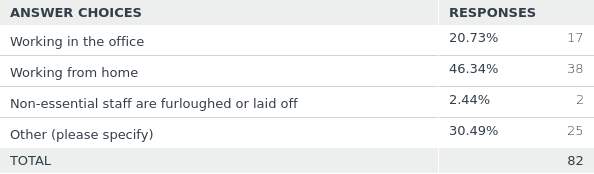 ANSWER CHOICES RESPONSES
Working in the office 20.73% 17
Working from home 46.34% 38
Non-essential staff are furloughed or laid off 2.44% 2
Other (please specify) 30.49% 25
TOTAL 82